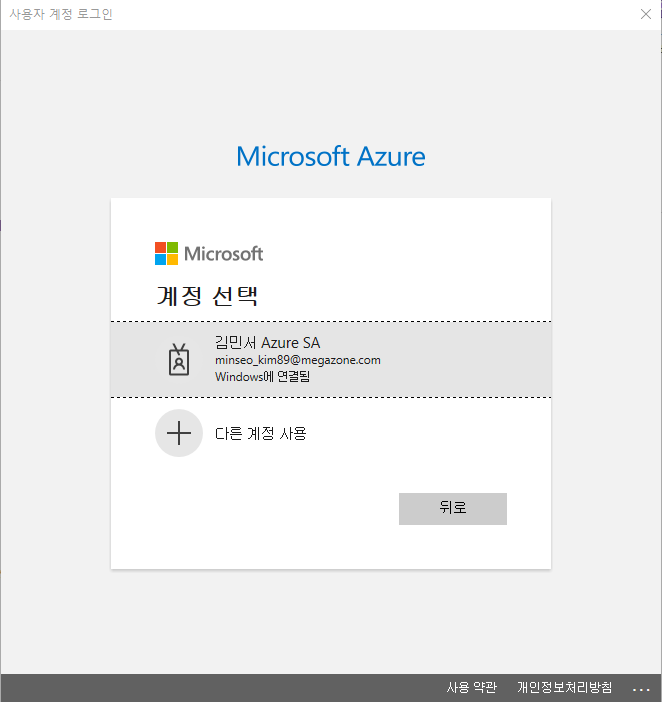 사용자 계정 로그인
Microsoft Azure
Microsoft
계정 선택
김민서 Azure SA
minseo_kim89@megazone.com
Windows에 연결됨
다른 계정 사용
뒤로
사용 약관 개인정보처리방침 ...